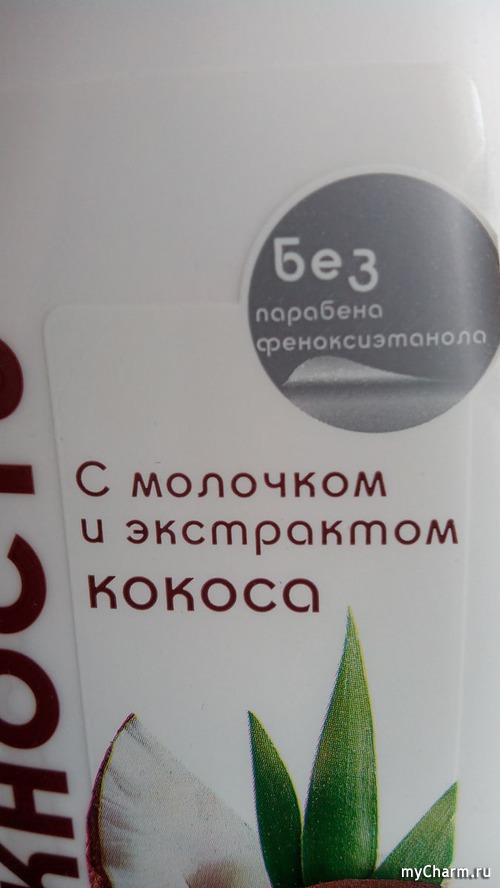 Без
парабена
феноксиэтанола
С молочком
и экстрактом
кокоса
myCharm.ru